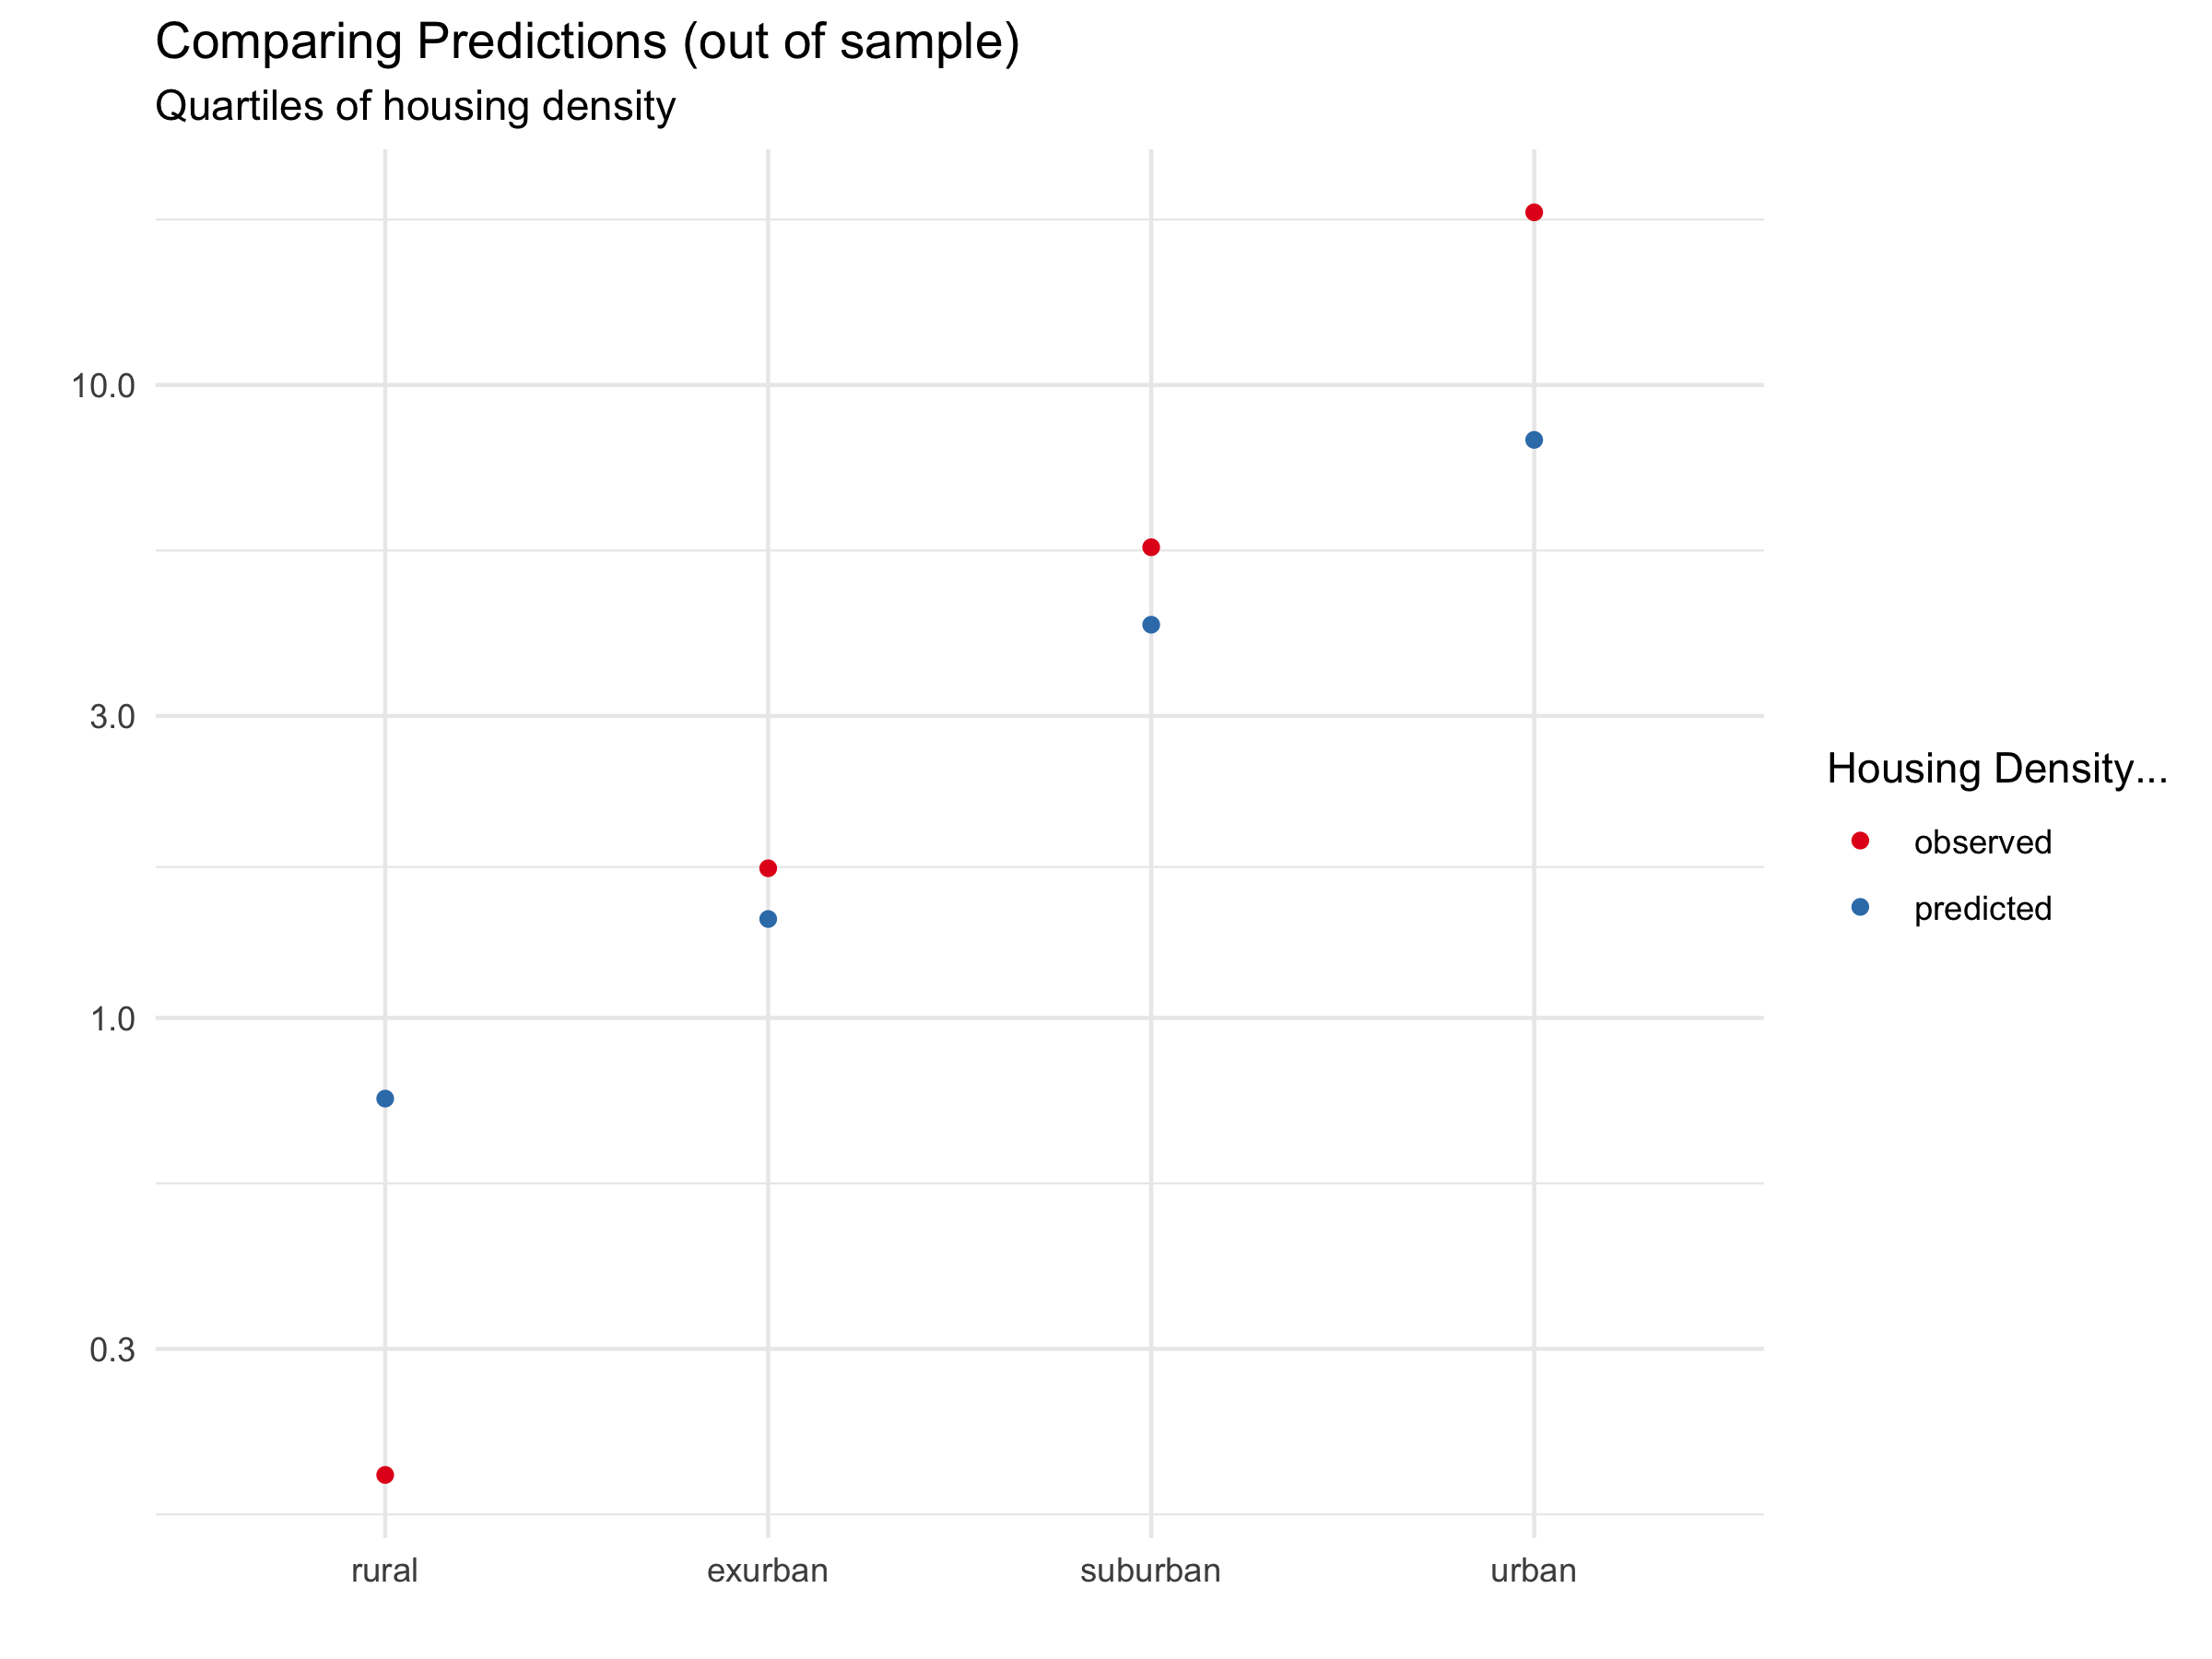 Comparing Predictions (out of sample)
Quartiles of housing density
10.0
3.0
1.0
0.3
rural
exurban
suburban
urban
Housing Density...
observed
predicted